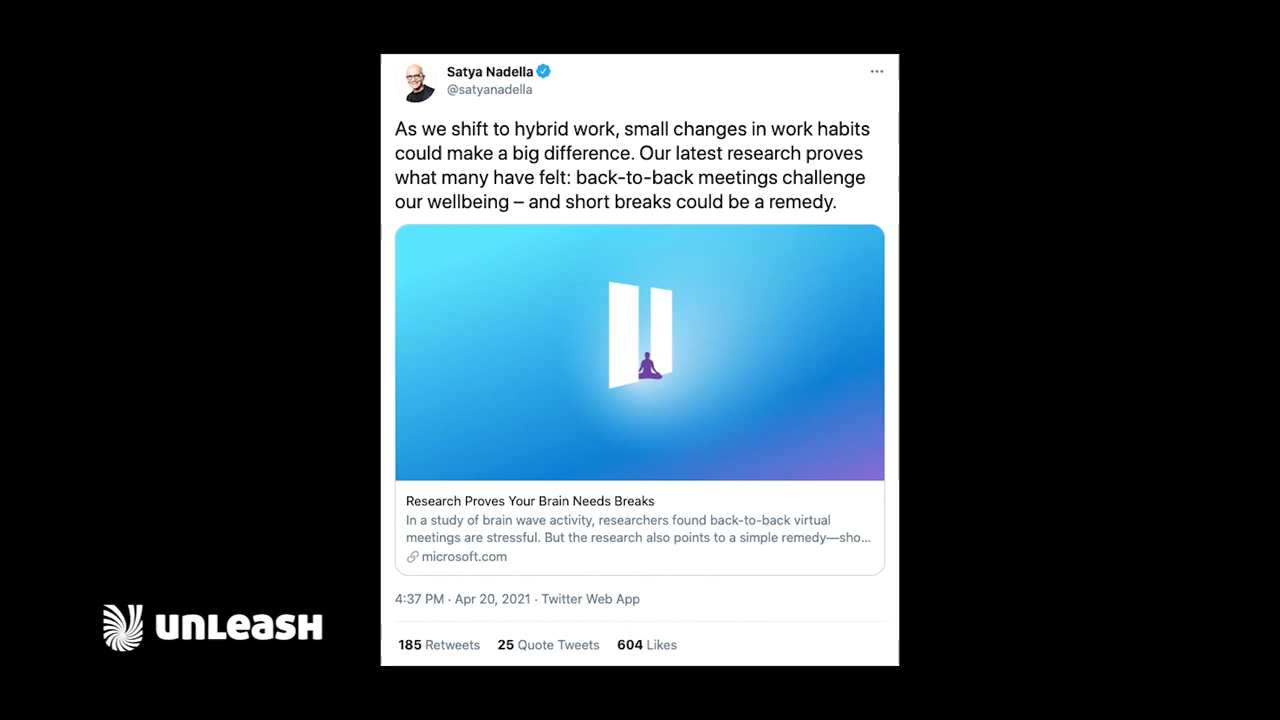 Satya Nadella
@satyanadella
As we shift to hybrid work, small changes in work habits
could make a big difference. Our latest research proves
what many have felt: back-to-back meetings challenge
our wellbeing – and short breaks could be a remedy.
Research Proves Your Brain Needs Breaks
In a study of brain wave activity, researchers found back-to-back virtual
meetings are stressful. But the research also points to a simple remedy—sho...
microsoft.com
4:37 PM · Apr 20, 2021 · Twitter Web App
185 Retweets 25 Quote Tweets 604 Likes
UNLEASH